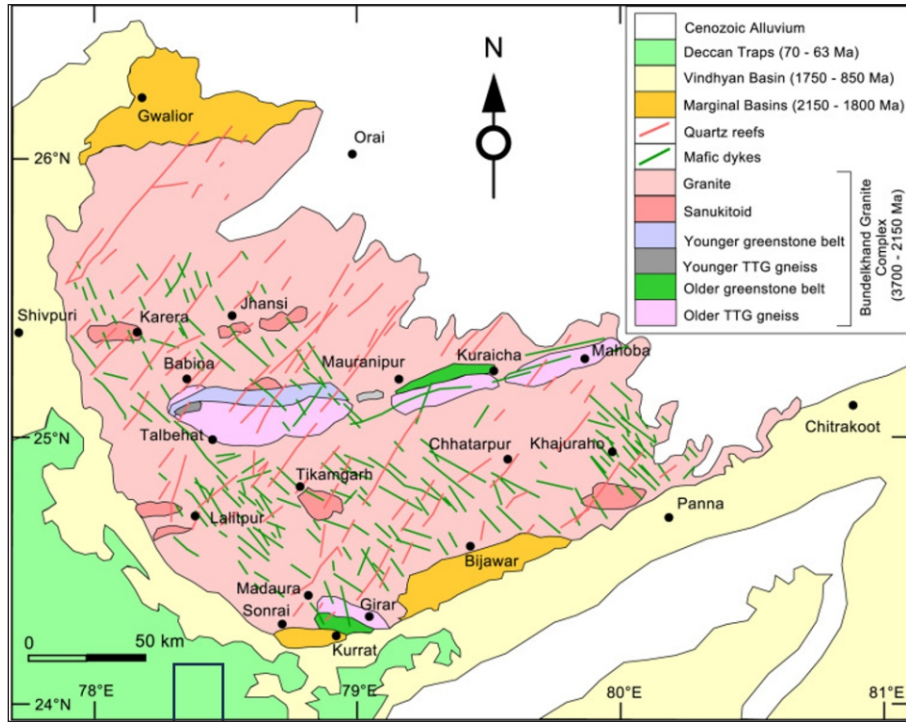 N
Gwalior
Orai
26°N
Shivpuri
Karera
Jhansi
Babina
Mauranipur
Kuraicha
Mahoba
Talbehat
25°N
Chitrakoot
Chhatarpur
Khajuraho
Tikamgarh
Lalitpur
Panna
Bijawar
Madaura
Sonrai
Girar
Kurrat
0
50 km
24°N
78°E
79°E
80°E
81°E
Cenozoic Alluvium
Deccan Traps (70 - 63 Ma)
Vindhyan Basin (1750 - 850 Ma)
Marginal Basins (2150 - 1800 Ma)
Quartz reefs
Mafic dykes
Granite
Sanukitoid
Younger greenstone belt
Younger TTG gneiss
Older greenstone belt
Older TTG gneiss
Bundelkhand Granite
Complex
(3700 - 2150 Ma)